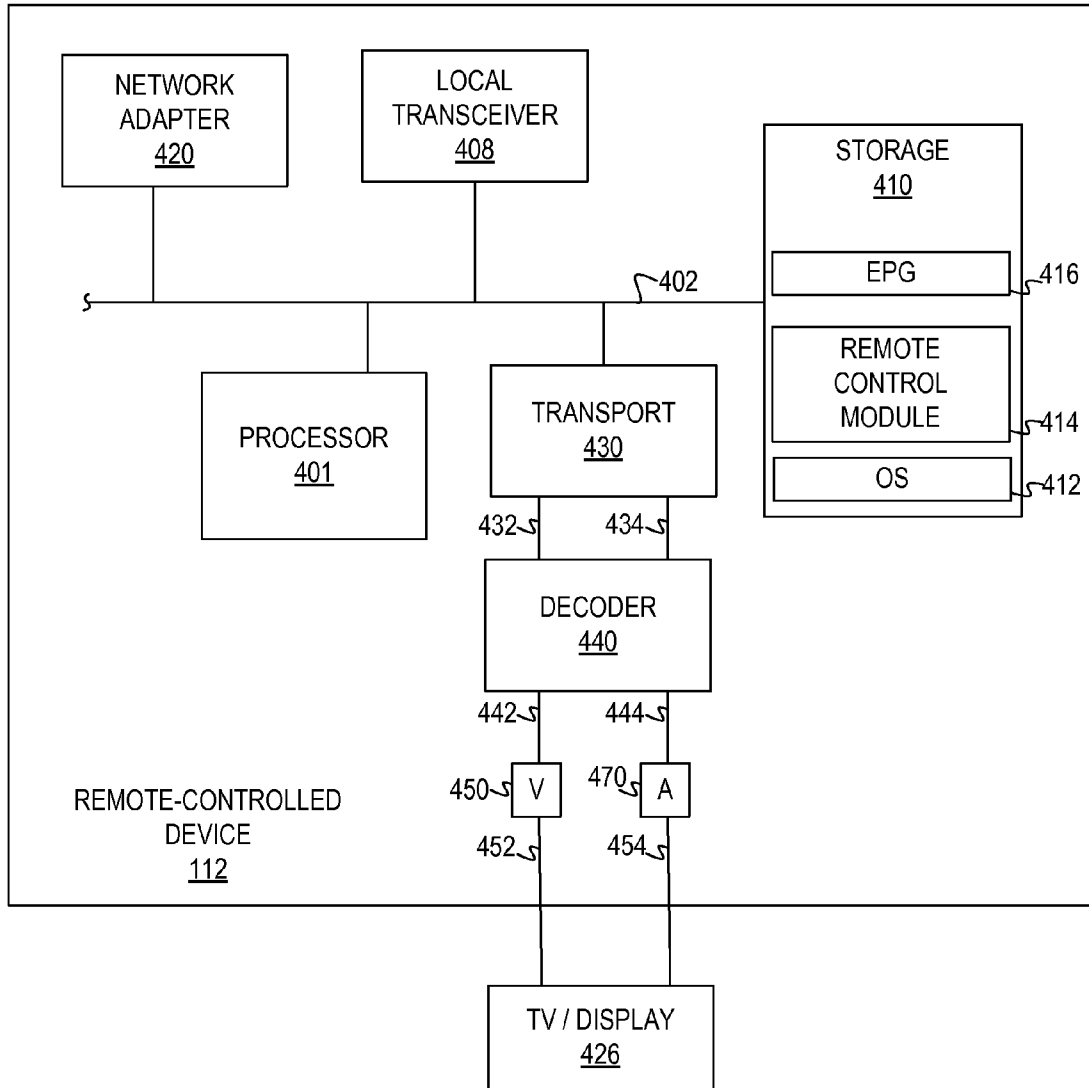 NETWORK
ADAPTER
420
LOCAL
TRANSCEIVER
408
STORAGE
410
EPG
416
402
REMOTE
CONTROL
MODULE
414
OS
412
PROCESSOR
401
TRANSPORT
430
432
434
DECODER
440
442
444
450
V
470
A
452
454
REMOTE-CONTROLLED
DEVICE
112
TV / DISPLAY
426